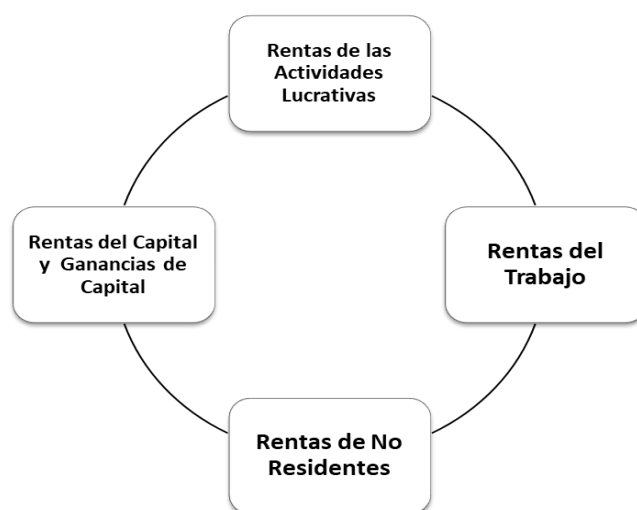 Rentas de las
Actividades
Lucrativas
Rentas del Capital
y Ganancias de
Capital
Rentas del
Trabajo
Rentas de No
Residentes